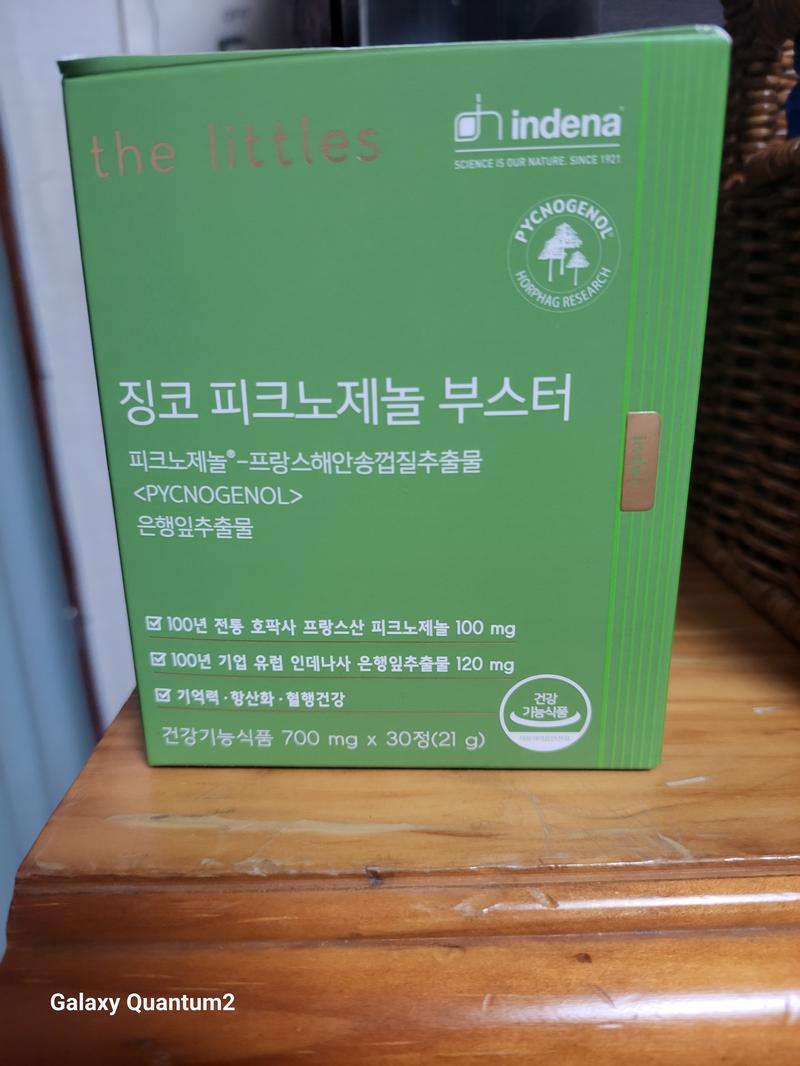 the littles
indena
SCIENCE IS OUR NATURE. SINCE 1921
PYCNOGENOL®
HORPHAG RESEARCH
징코 피크노제놀 부스터
피크노제놀®-프랑스해안송껍질추출물
<PYCNOGENOL>
은행잎추출물
100년 전통 호팍사 프랑스산 피크노제놀 100 mg
100년 기업 유럽 인데나사 은행잎추출물 120 mg
기억력·항산화·혈행건강
건강
기능식품
건강기능식품 700 mg x 30정(21 g)
Galaxy Quantum2